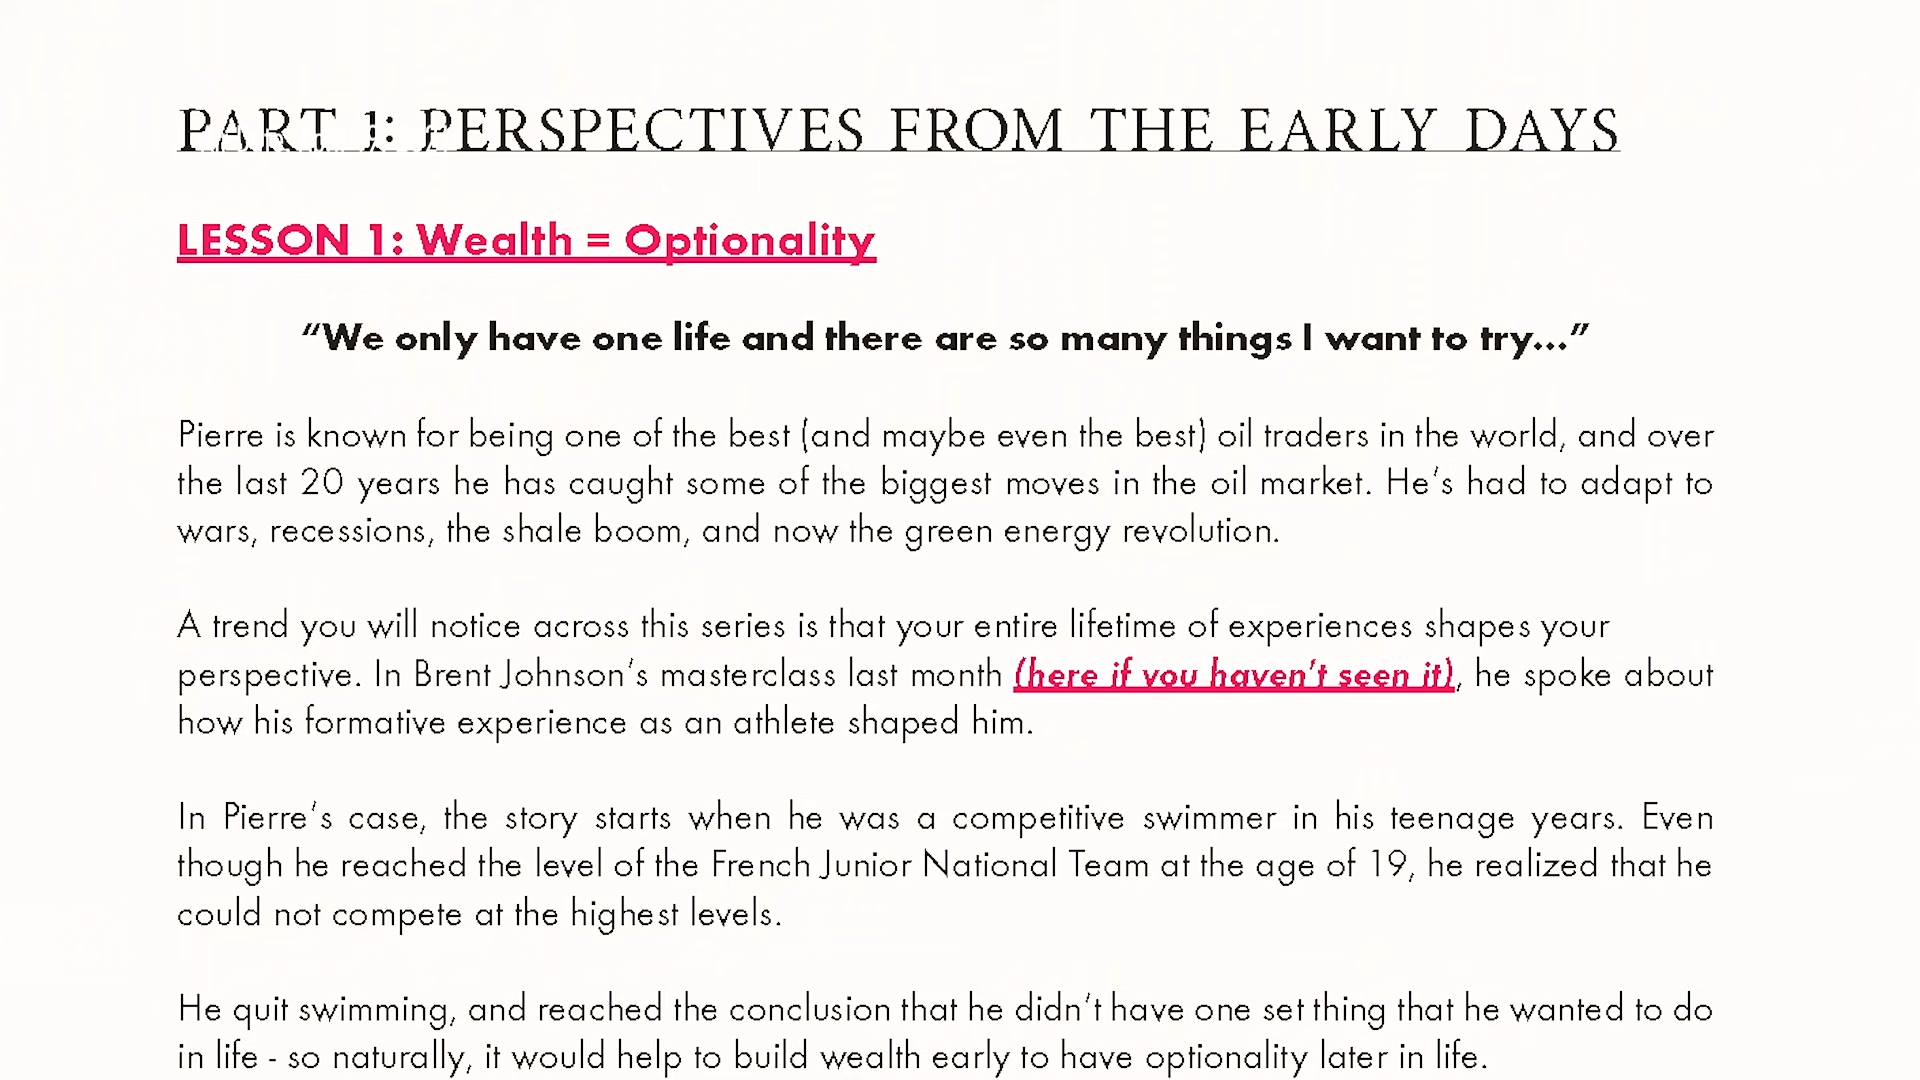 PART 1: PERSPECTIVES FROM THE EARLY DAYS
LESSON 1: Wealth = Optionality
“We only have one life and there are so many things I want to try...”
Pierre is known for being one of the best (and maybe even the best) oil traders in the world, and over
the last 20 years he has caught some of the biggest moves in the oil market. He’s had to adapt to
wars, recessions, the shale boom, and now the green energy revolution.
A trend you will notice across this series is that your entire lifetime of experiences shapes your
perspective. In Brent Johnson’s masterclass last month (here if you haven’t seen it), he spoke about
how his formative experience as an athlete shaped him.
In Pierre’s case, the story starts when he was a competitive swimmer in his teenage years. Even
though he reached the level of the French Junior National Team at the age of 19, he realized that he
could not compete at the highest levels.
He quit swimming, and reached the conclusion that he didn’t have one set thing that he wanted to do
in life - so naturally, it would help to build wealth early to have optionality later in life.